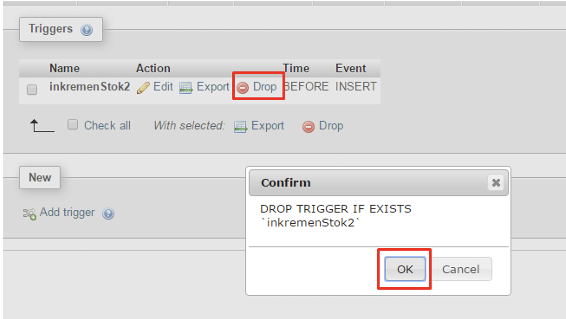 Triggers
Name Action Time Event
inkremenStok2 Edit Export Drop BEFORE INSERT
Check all With selected: Export Drop
New
Add trigger
Confirm
DROP TRIGGER IF EXISTS
`inkremenStok2`
OK Cancel